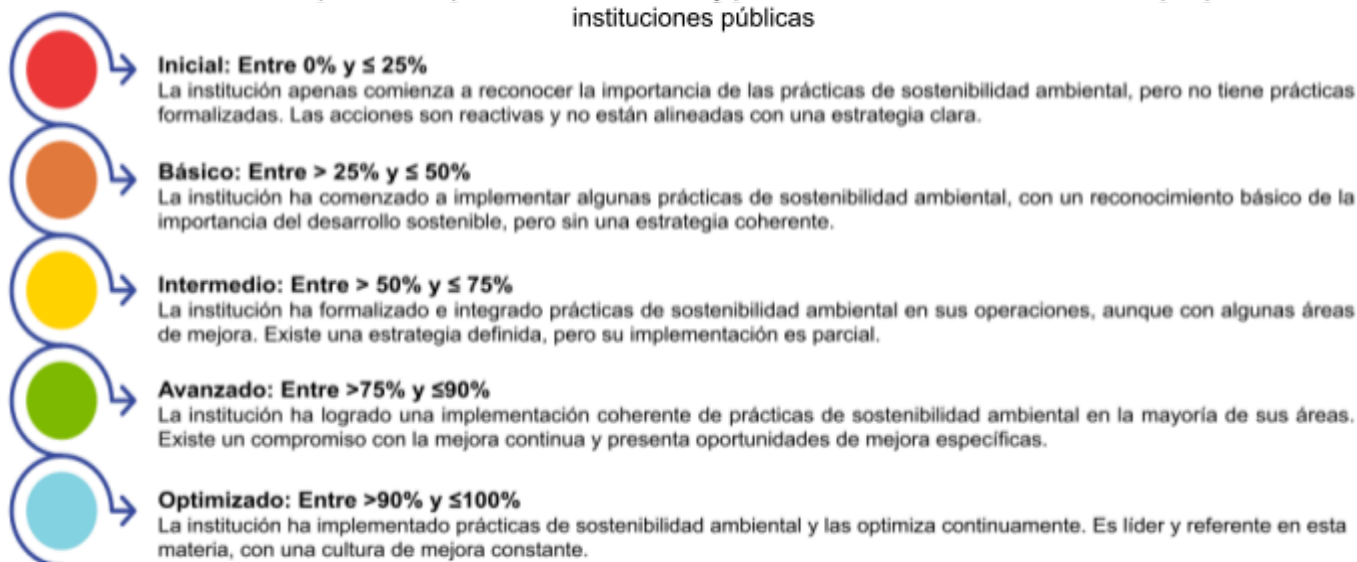 instituciones públicas
Inicial: Entre 0% y ≤ 25%
La institución apenas comienza a reconocer la importancia de las prácticas de sostenibilidad ambiental, pero no tiene prácticas
formalizadas. Las acciones son reactivas y no están alineadas con una estrategia clara.
Básico: Entre > 25% y ≤ 50%
La institución ha comenzado a implementar algunas prácticas de sostenibilidad ambiental, con un reconocimiento básico de la
importancia del desarrollo sostenible, pero sin una estrategia coherente.
Intermedio: Entre > 50% y ≤ 75%
La institución ha formalizado e integrado prácticas de sostenibilidad ambiental en sus operaciones, aunque con algunas áreas
de mejora. Existe una estrategia definida, pero su implementación es parcial.
Avanzado: Entre >75% y ≤90%
La institución ha logrado una implementación coherente de prácticas de sostenibilidad ambiental en la mayoría de sus áreas.
Existe un compromiso con la mejora continua y presenta oportunidades de mejora específicas.
Optimizado: Entre >90% y ≤100%
La institución ha implementado prácticas de sostenibilidad ambiental y las optimiza continuamente. Es líder y referente en esta
materia, con una cultura de mejora constante.